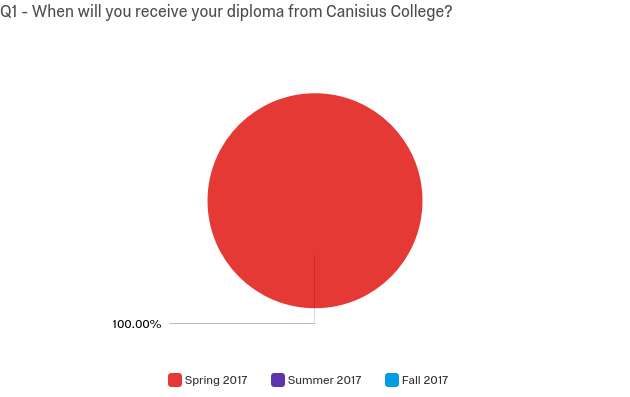 Q1 - When will you receive your diploma from Canisius College?
100.00%
Spring 2017 Summer 2017 Fall 2017